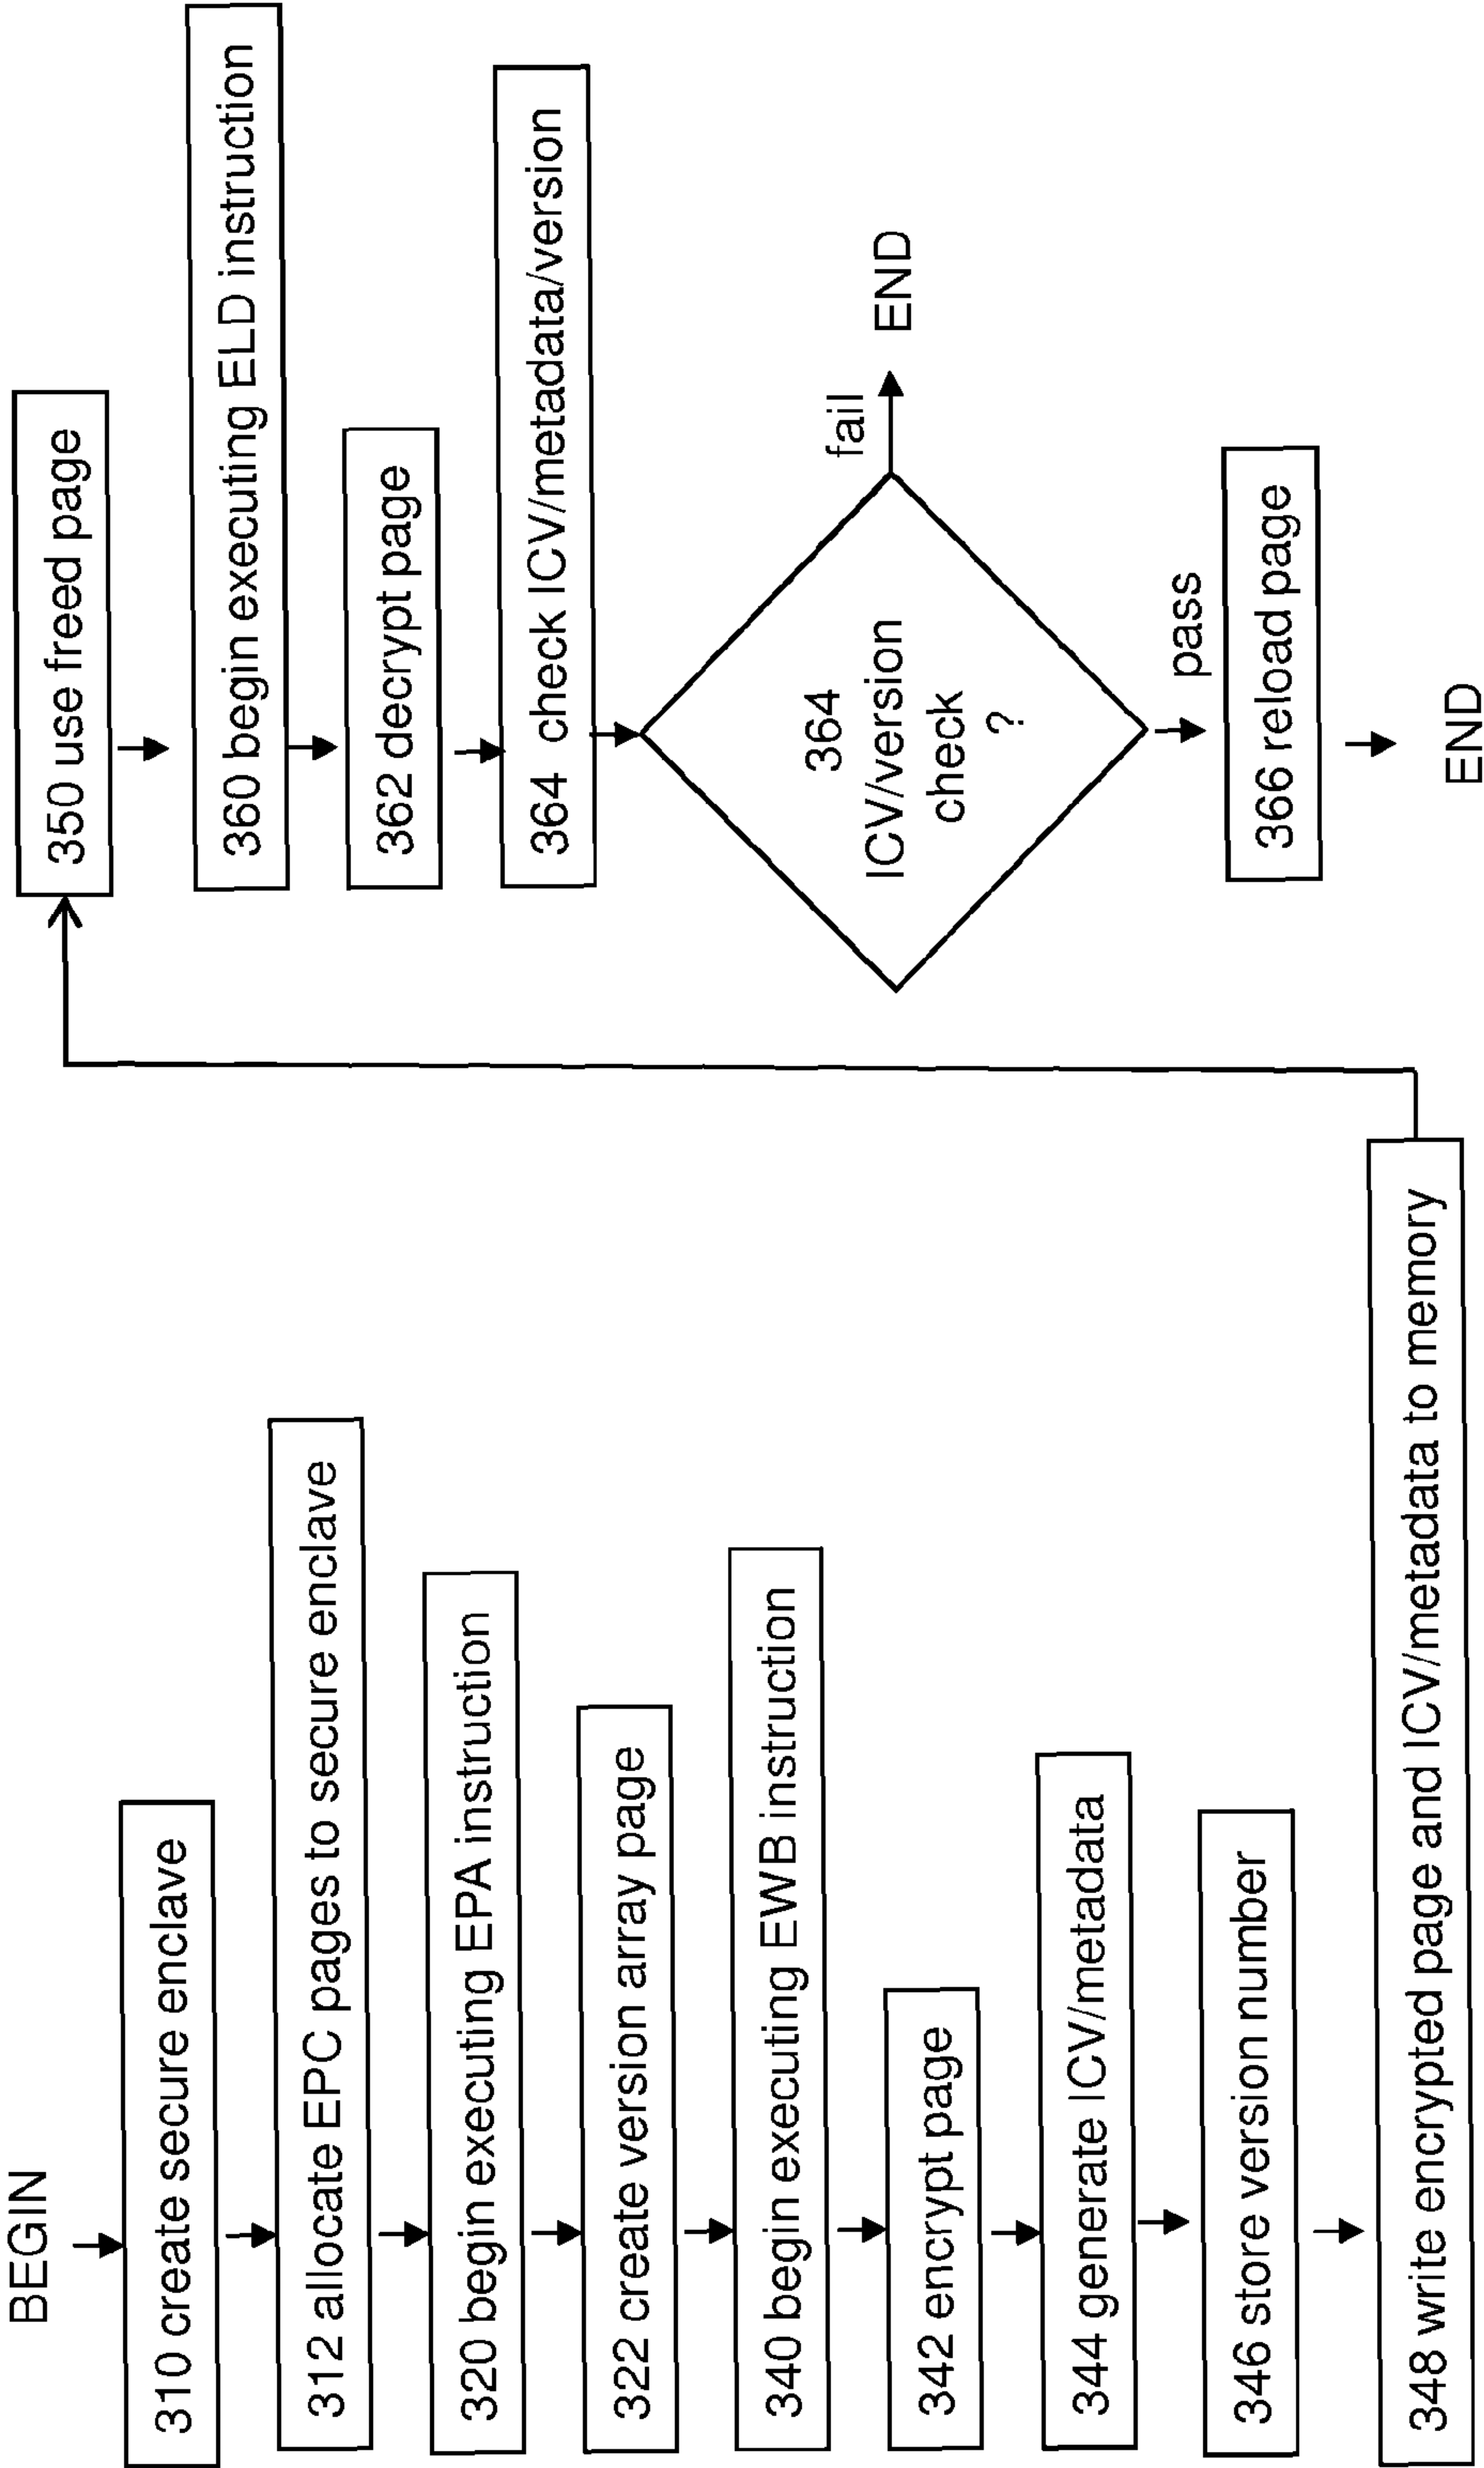 BEGIN
310 create secure enclave
312 allocate EPC pages to secure enclave
320 begin executing EPA instruction
322 create version array page
340 begin executing EWB instruction
342 encrypt page
344 generate ICV/metadata
346 store version number
348 write encrypted page and ICV/metadata to memory
350 use freed page
360 begin executing ELD instruction
362 decrypt page
364 check ICV/metadata/version
364
ICV/version
check
?
fail
END
pass
366 reload page
END